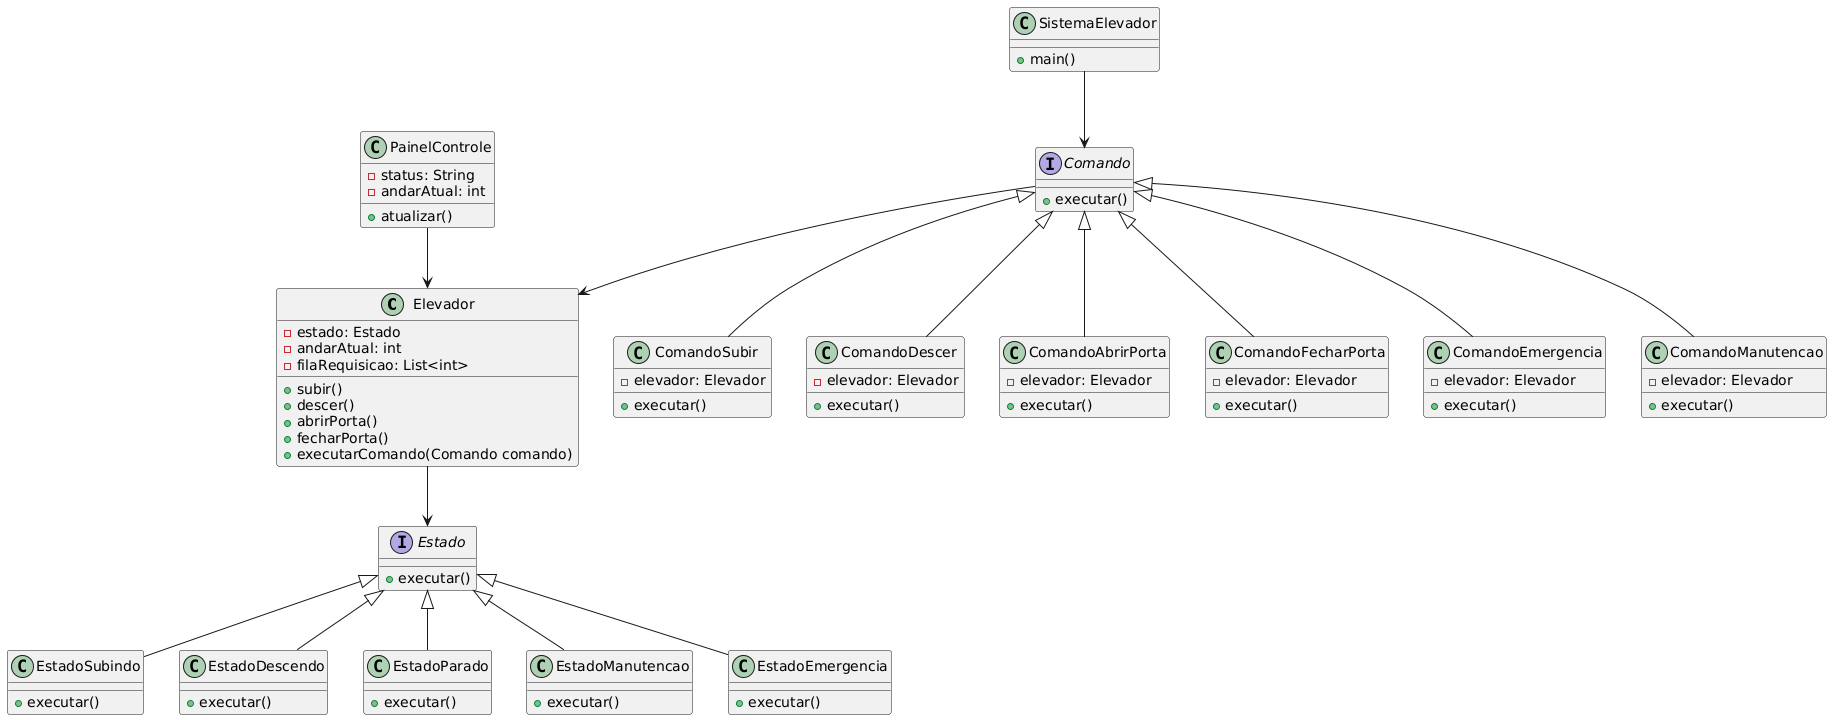 C SistemaElevador
+ main()
C PainelControle
status: String
andarAtual: int
atualizar()
I Comando
executar()
C Elevador
estado: Estado
andarAtual: int
filaRequisicao: List<int>
subir()
descer()
abrirPorta()
fecharPorta()
executarComando(Comando comando)
C ComandoSubir
elevador: Elevador
executar()
C ComandoDescer
elevador: Elevador
executar()
C ComandoAbrirPorta
elevador: Elevador
executar()
C ComandoFecharPorta
elevador: Elevador
executar()
C ComandoEmergencia
elevador: Elevador
executar()
C ComandoManutencao
elevador: Elevador
executar()
I Estado
executar()
C EstadoSubindo
executar()
C EstadoDescendo
executar()
C EstadoParado
executar()
C EstadoManutencao
executar()
C EstadoEmergencia
executar()